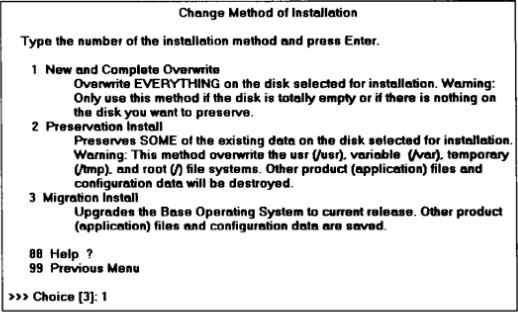 Change Method of Installation
Type the number of the installation method and press Enter.
1 New and Complete Overwrite
Overwrite EVERYTHING on the disk selected for installation. Warning:
Only use this method if the disk is totally empty or if there is nothing on
the disk you want to preserve.
2 Preservation Install
Preserves SOME of the existing data on the disk selected for installation.
Warning: This method overwrite the usr (/usr), variable (/var), temporary
(/tmp), and root (/) file systems. Other product (application) files and
configuration data will be destroyed.
3 Migration Install
Upgrades the Base Operating System to current release. Other product
(application) files and configuration data are saved.
88 Help ?
99 Previous Menu
>>> Choice [3]: 1